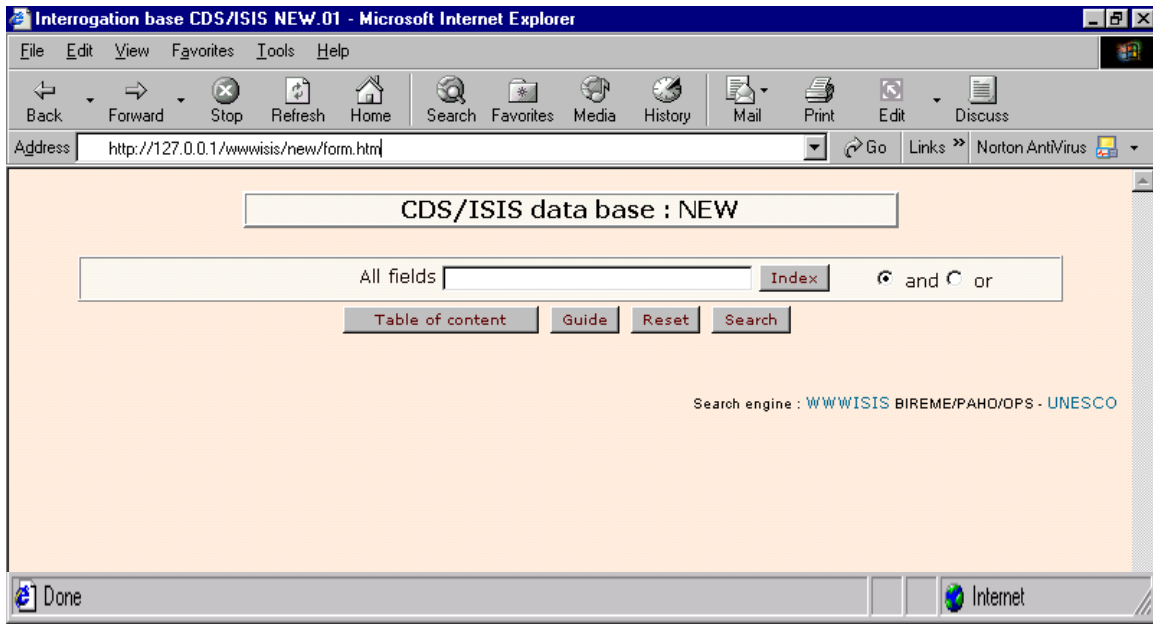 Interrogation base CDS/ISIS NEW.01 - Microsoft Internet Explorer
File Edit View Favorites Tools Help
Back Forward Stop Refresh Home Search Favorites Media History Mail Print Edit Discuss
Address http://127.0.0.1/wwwisis/new/form.htm Go Links » Norton AntiVirus
CDS/ISIS data base : NEW
All fields Index and or
Table of content Guide Reset Search
Search engine : WWWISIS BIREME/PAHO/OPS - UNESCO
Done Internet